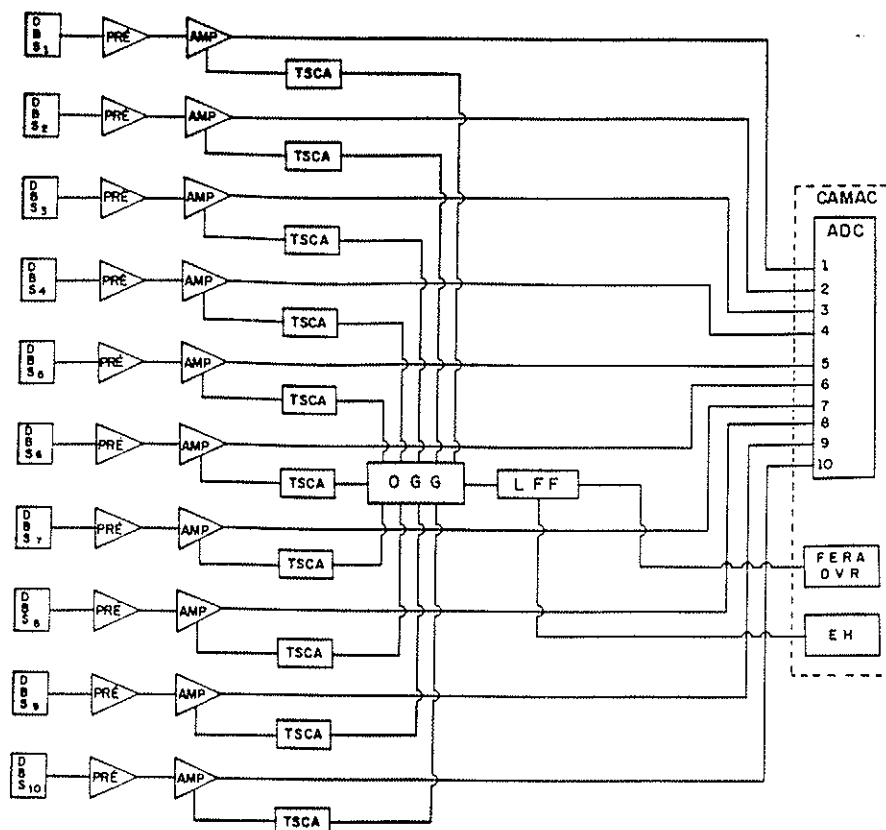 DBS1 PRÉ AMP
TSCA
DBS2 PRÉ AMP
TSCA
DBS3 PRÉ AMP
TSCA
DBS4 PRÉ AMP
TSCA
DBS5 PRÉ AMP
TSCA
DBS6 PRÉ AMP
TSCA
DBS7 PRÉ AMP
TSCA
DBS8 PRÉ AMP
TSCA
DBS9 PRÉ AMP
TSCA
DBS10 PRÉ AMP
TSCA
OGG
LFF
CAMAC
ADC
1
2
3
4
5
6
7
8
9
10
FERA
OVR
EH